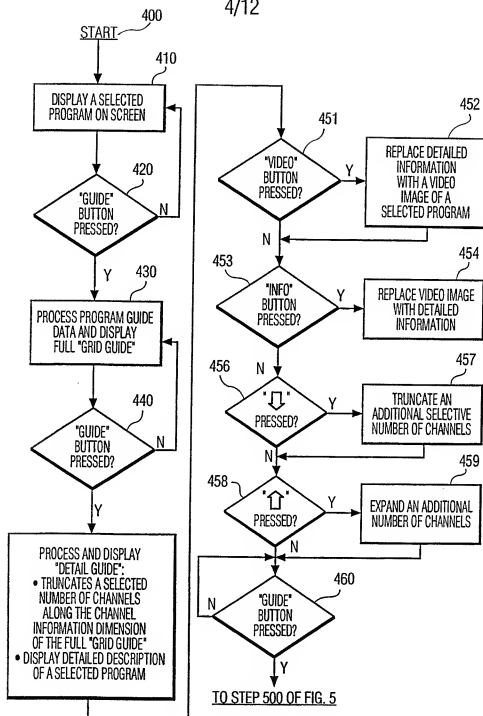 4/12
START
400
410
DISPLAY A SELECTED
PROGRAM ON SCREEN
420
"GUIDE"
BUTTON
PRESSED?
N
Y
430
PROCESS PROGRAM GUIDE
DATA AND DISPLAY
FULL "GRID GUIDE"
440
"GUIDE"
BUTTON
PRESSED?
N
Y
PROCESS AND DISPLAY
"DETAIL GUIDE":
• TRUNCATES A SELECTED
NUMBER OF CHANNELS
ALONG THE CHANNEL
INFORMATION DIMENSION
OF THE FULL "GRID GUIDE"
• DISPLAY DETAILED DESCRIPTION
OF A SELECTED PROGRAM
451
"VIDEO"
BUTTON
PRESSED?
Y
N
452
REPLACE DETAILED
INFORMATION
WITH A VIDEO
IMAGE OF A
SELECTED PROGRAM
453
"INFO"
BUTTON
PRESSED?
Y
N
454
REPLACE VIDEO IMAGE
WITH DETAILED
INFORMATION
456
"⇩"
PRESSED?
Y
N
457
TRUNCATE AN
ADDITIONAL SELECTIVE
NUMBER OF CHANNELS
458
"⇧"
PRESSED?
Y
N
459
EXPAND AN ADDITIONAL
NUMBER OF CHANNELS
460
"GUIDE"
BUTTON
PRESSED?
N
Y
TO STEP 500 OF FIG. 5